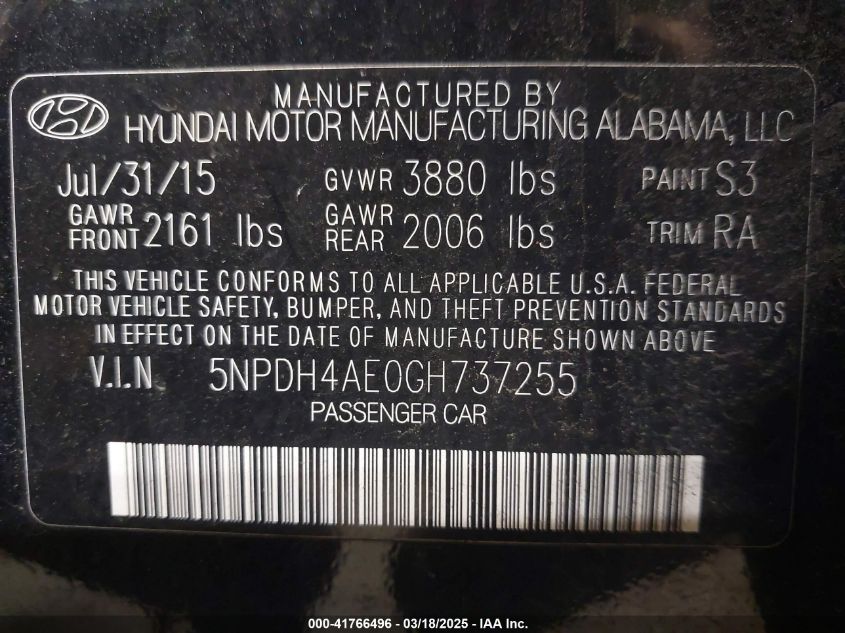 MANUFACTURED BY
HYUNDAI MOTOR MANUFACTURING ALABAMA, LLC
Jul/31/15 GVWR 3880 lbs PAINT S3
GAWR FRONT 2161 lbs GAWR REAR 2006 lbs TRIM RA
THIS VEHICLE CONFORMS TO ALL APPLICABLE U.S.A. FEDERAL
MOTOR VEHICLE SAFETY, BUMPER, AND THEFT PREVENTION STANDARDS
IN EFFECT ON THE DATE OF MANUFACTURE SHOWN ABOVE
V.I.N 5NPDH4AE0GH737255
PASSENGER CAR
000-41766496 - 03/18/2025 - IAA Inc.